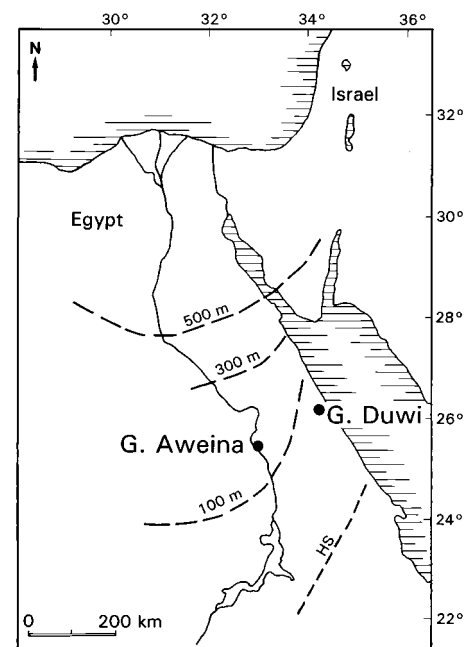 30° 32° 34° 36°
N
Israel
32°
Egypt
30°
500 m
28°
300 m
26°
G. Duwi
G. Aweina
100 m
24°
HS
0 200 km
22°